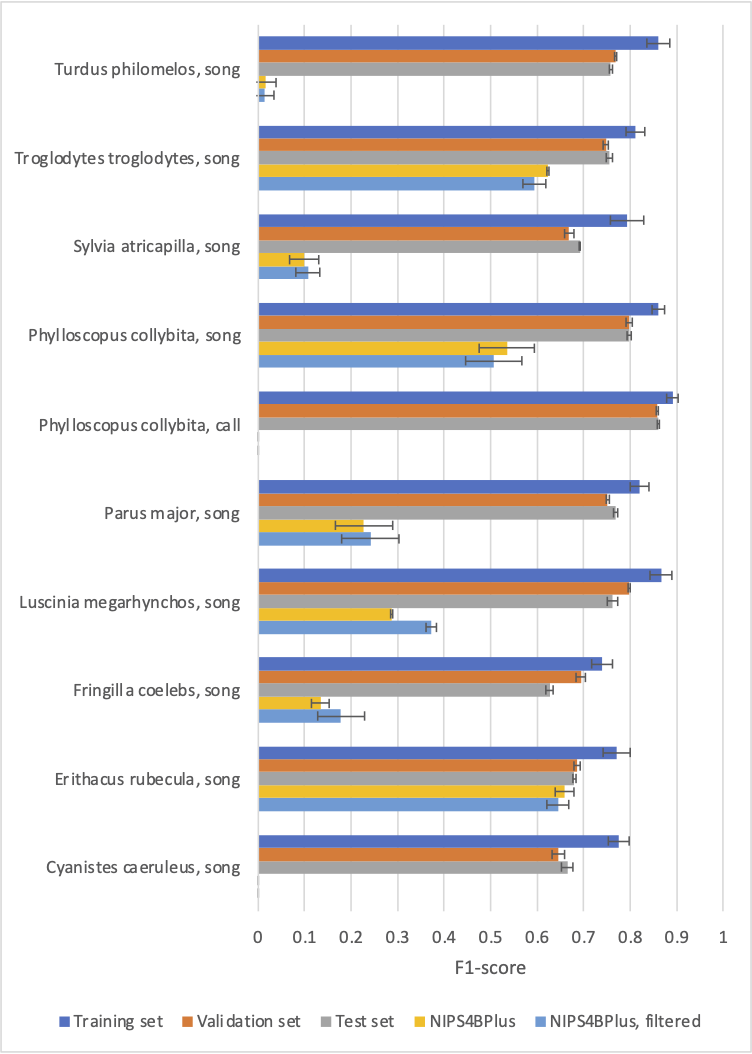 Turdus philomelos, song
Troglodytes troglodytes, song
Sylvia atricapilla, song
Phylloscopus collybita, song
Phylloscopus collybita, call
Parus major, song
Luscinia megarhynchos, song
Fringilla coelebs, song
Erithacus rubecula, song
Cyanistes caeruleus, song
0 0.1 0.2 0.3 0.4 0.5 0.6 0.7 0.8 0.9 1
F1-score
Training set Validation set Test set NIPS4BPlus NIPS4BPlus, filtered